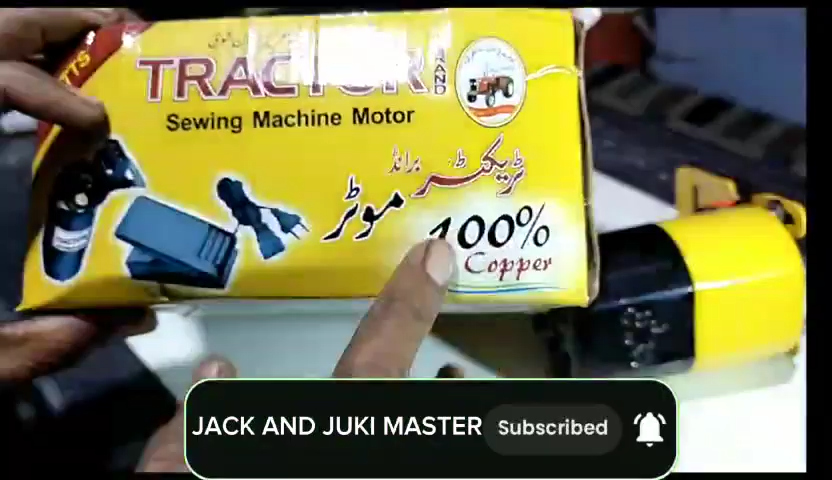 TRACTOR
BRAND
Sewing Machine Motor
ٹریکٹر برانڈ
موٹر
100%
Copper
JACK AND JUKI MASTER Subscribed